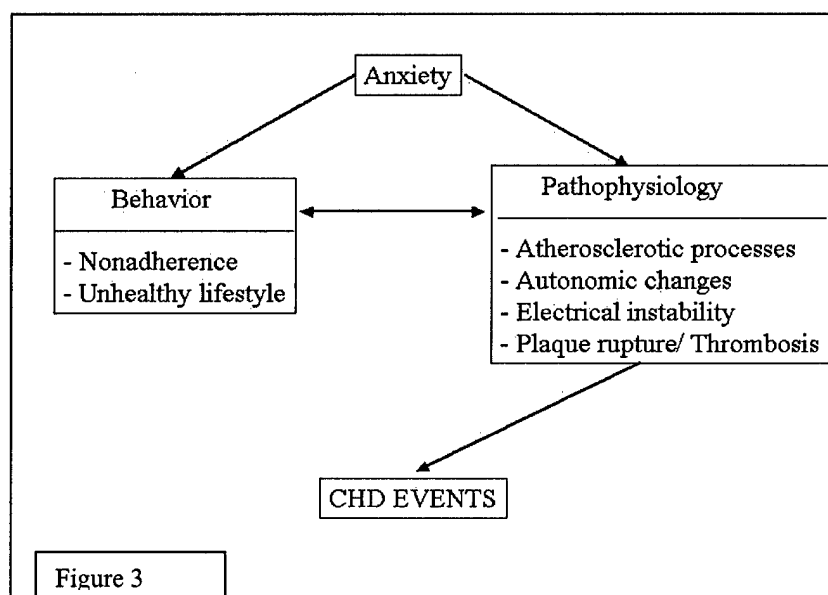 Anxiety
Behavior
- Nonadherence
- Unhealthy lifestyle
Pathophysiology
- Atherosclerotic processes
- Autonomic changes
- Electrical instability
- Plaque rupture/ Thrombosis
CHD EVENTS
Figure 3